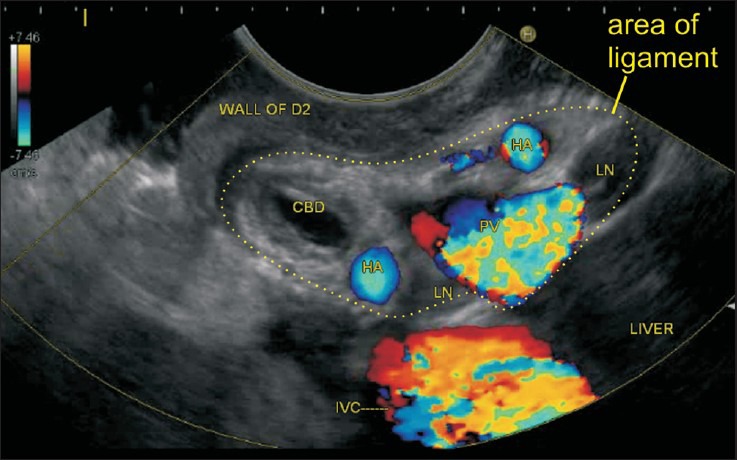 +7.46
-7.46
cm/s
H
area of
ligament
WALL OF D2
HA
LN
CBD
PV
HA
LN
LIVER
IVC